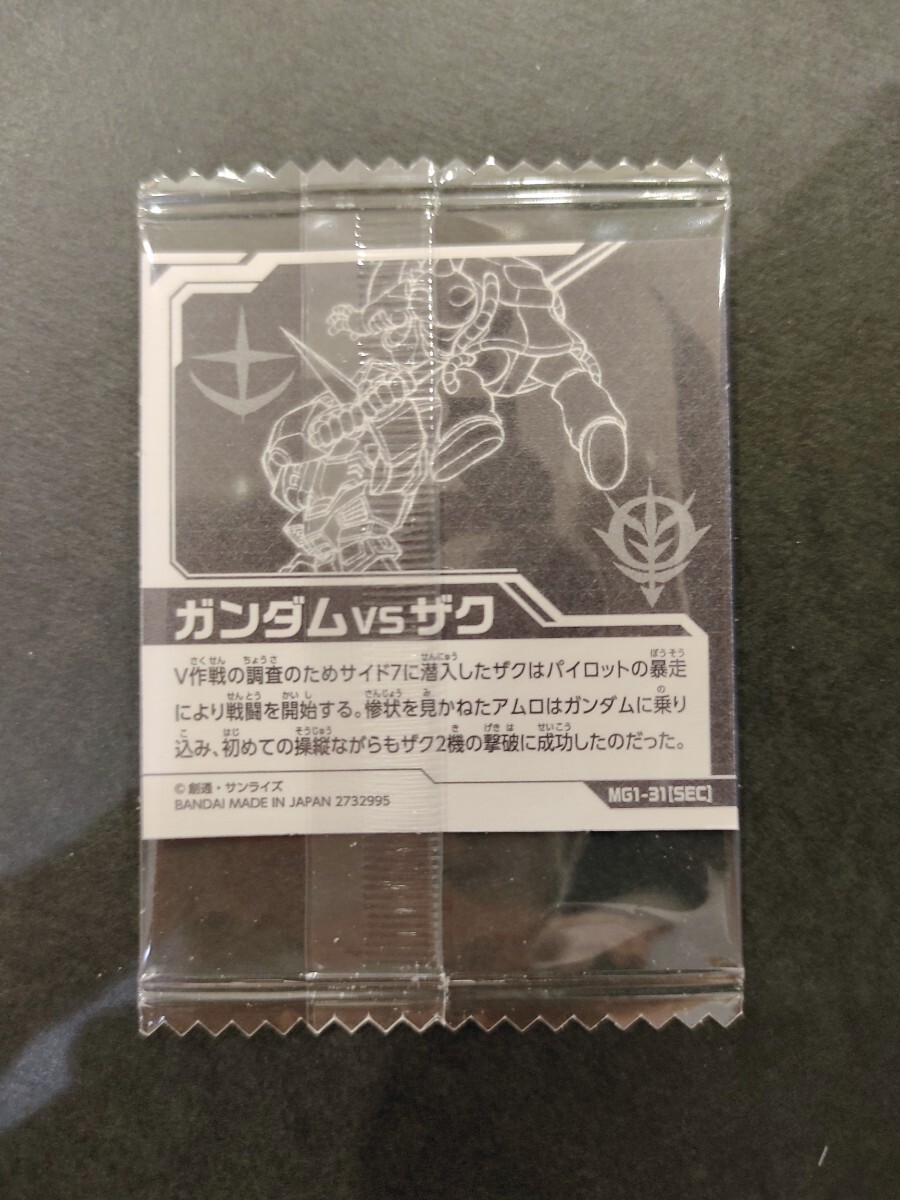 ガンダムVSザク
V作戦の調査のためサイド7に潜入したザクはパイロットの暴走
により戦闘を開始する。惨状を見かねたアムロはガンダムに乗り
込み、初めての操縦ながらもザク2機の撃破に成功したのだった。
© 創通・サンライズ
BANDAI MADE IN JAPAN 2732995
MG1-31[SEC]